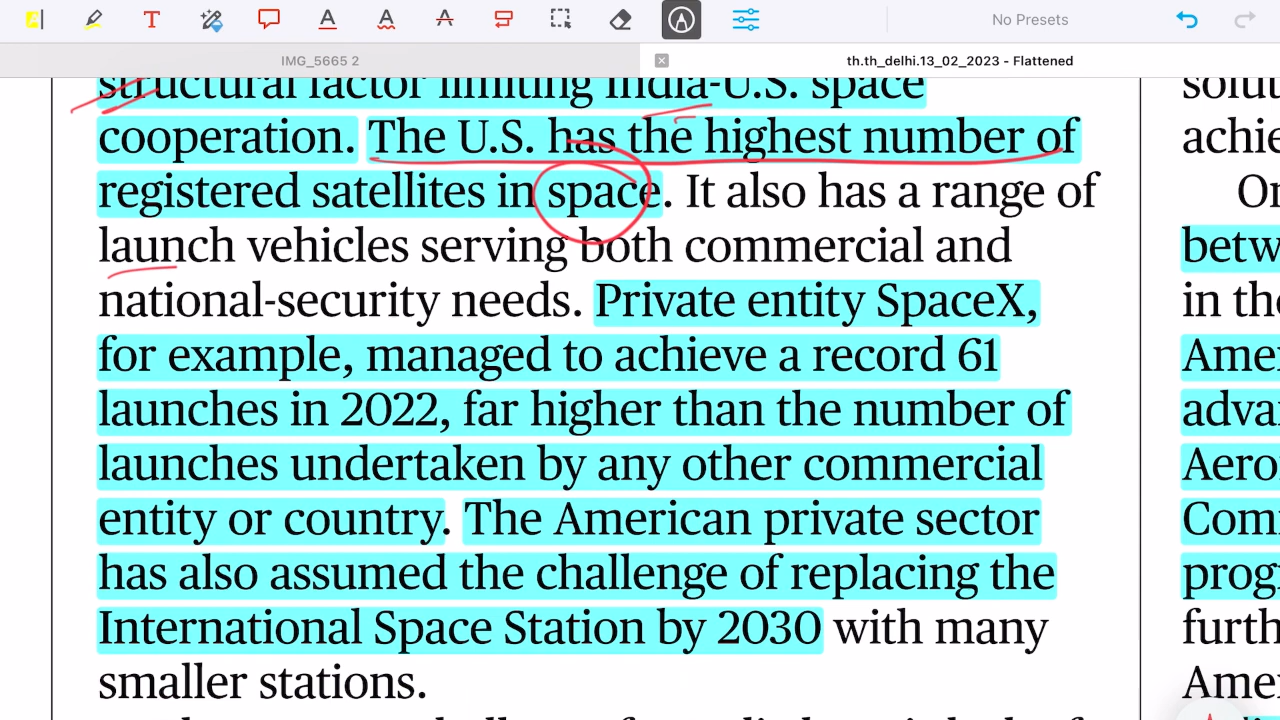 T
A
A
A
No Presets
IMG_5665 2
th.th_delhi.13_02_2023 - Flattened
structural factor limiting India-U.S. space
cooperation. The U.S. has the highest number of
registered satellites in space. It also has a range of
launch vehicles serving both commercial and
national-security needs. Private entity SpaceX,
for example, managed to achieve a record 61
launches in 2022, far higher than the number of
launches undertaken by any other commercial
entity or country. The American private sector
has also assumed the challenge of replacing the
International Space Station by 2030 with many
smaller stations.
in the